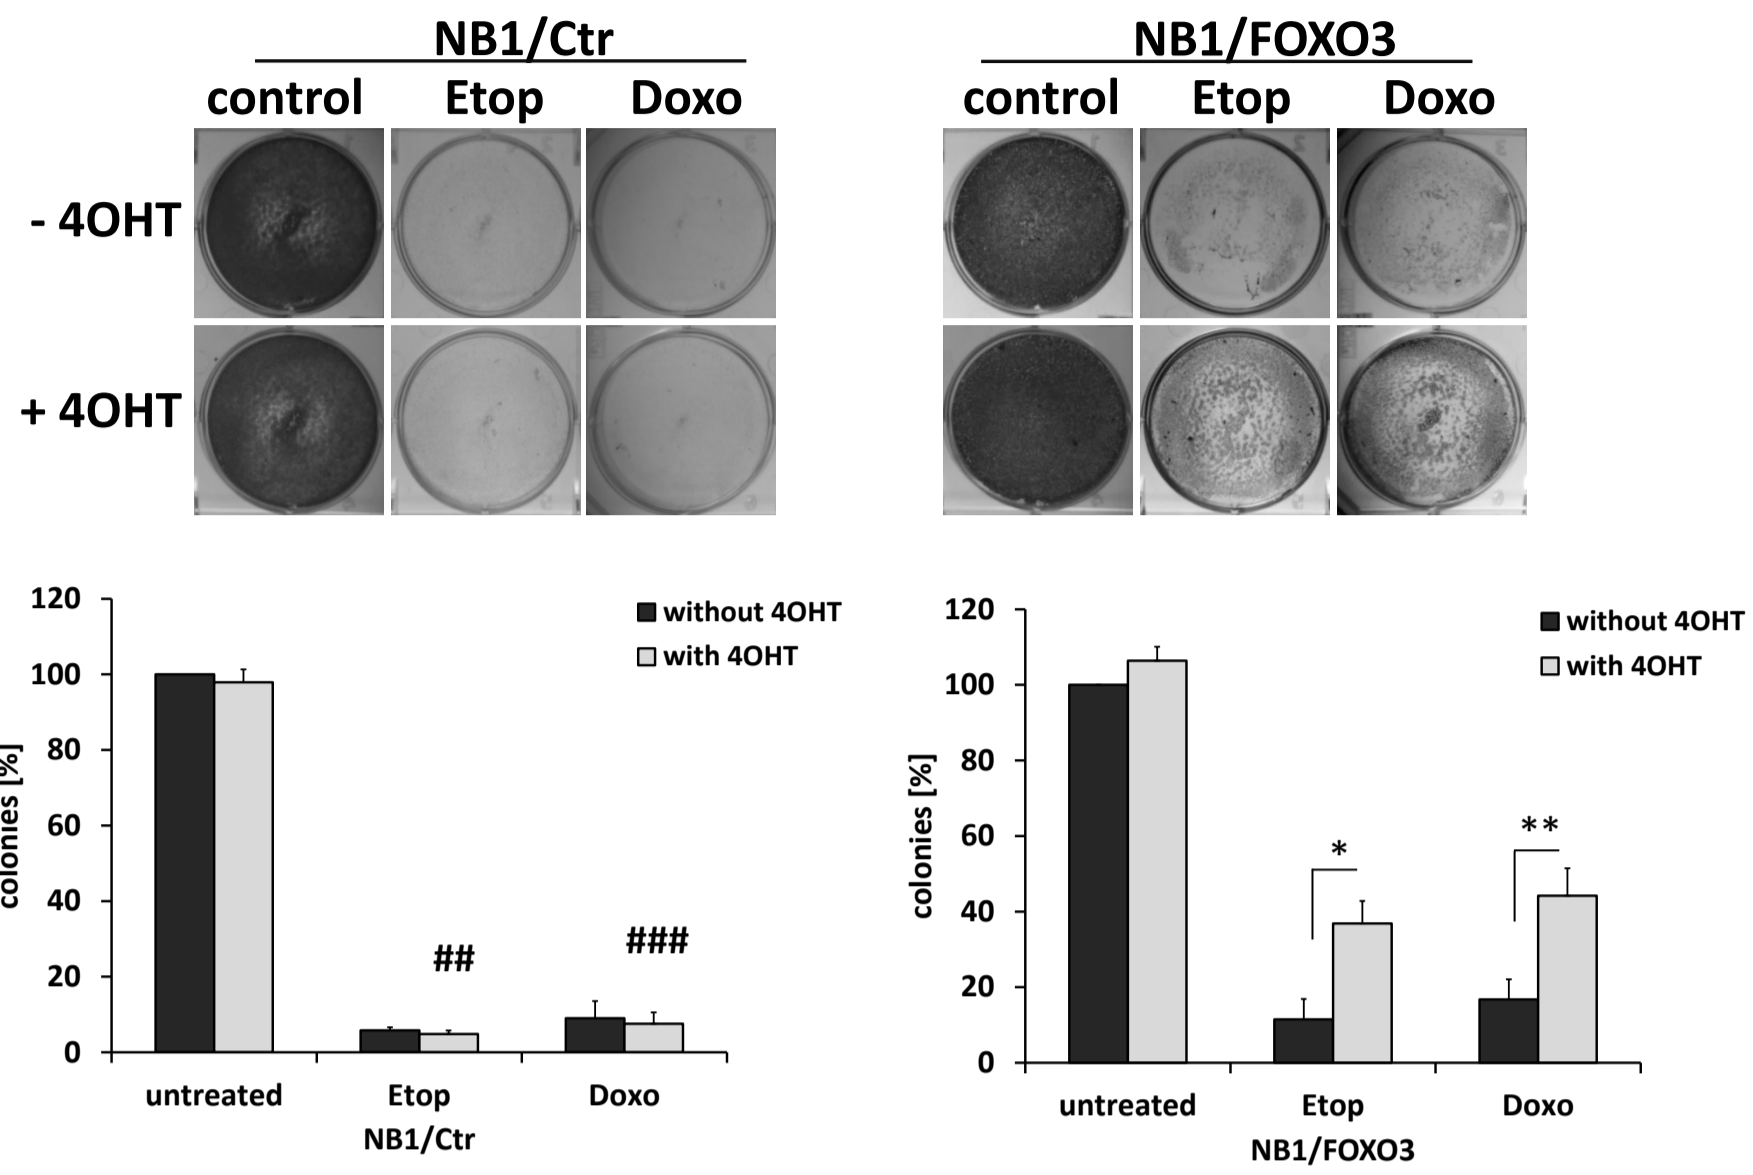 NB1/Ctr
NB1/FOXO3
control Etop Doxo
control Etop Doxo
- 4OHT
+ 4OHT
120
100
80
60
40
20
0
colonies [%]
without 4OHT
with 4OHT
##
###
untreated Etop Doxo
NB1/Ctr
120
100
80
60
40
20
0
colonies [%]
without 4OHT
with 4OHT
*
**
untreated Etop Doxo
NB1/FOXO3